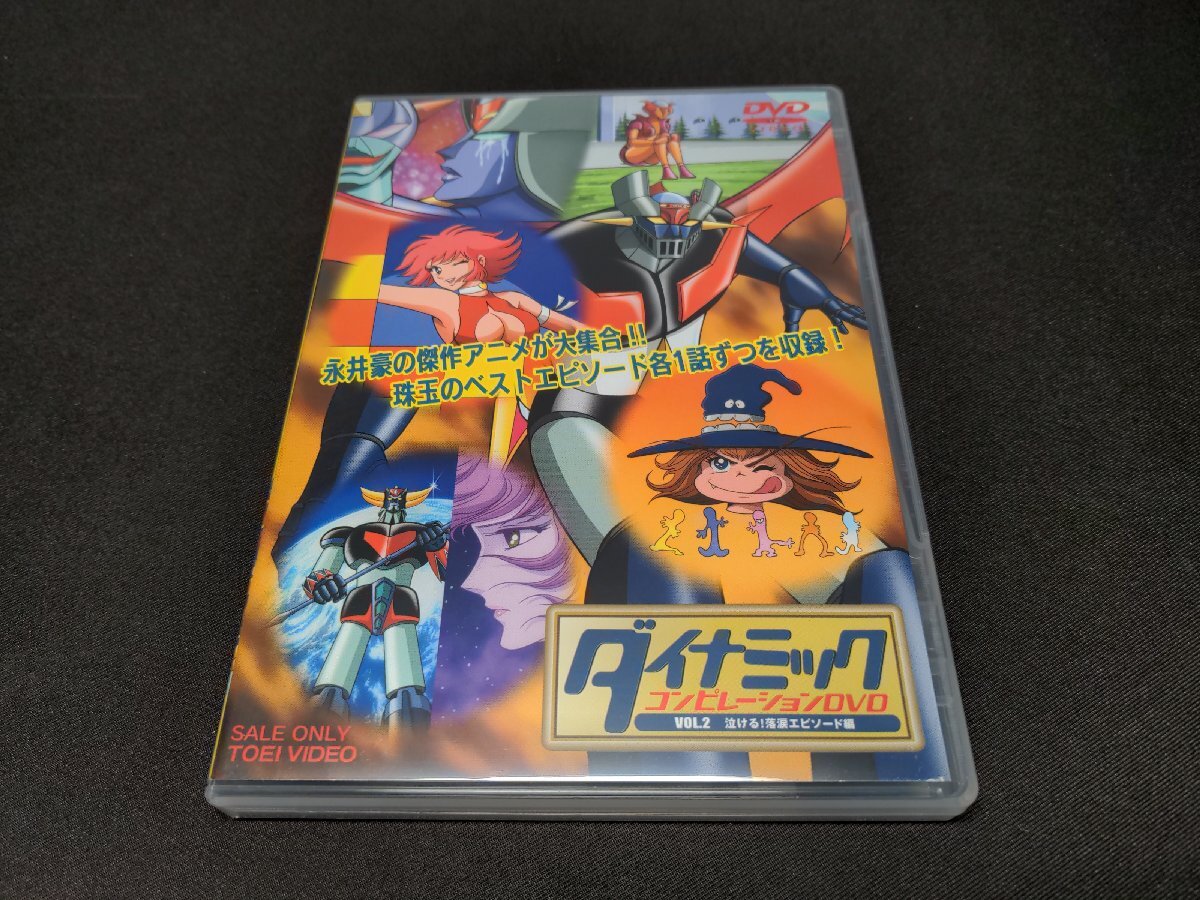 DVD
永井豪の傑作アニメが大集合!!
珠玉のベストエピソード各1話ずつを収録!
ダイナミック
コンピレーションDVD
VOL.2 泣ける!落涙エピソード編
SALE ONLY
TOEI VIDEO